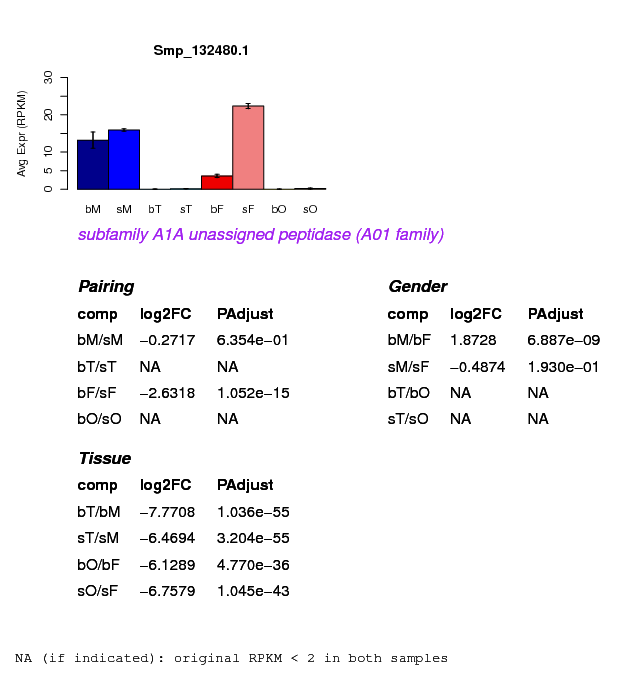 Smp_132480.1
Avg Expr (RPKM)
30
20
10
5
0
bM sM bT sT bF sF bO sO
subfamily A1A unassigned peptidase (A01 family)
Pairing
comp log2FC PAdjust
bM/sM −0.2717 6.354e−01
bT/sT NA NA
bF/sF −2.6318 1.052e−15
bO/sO NA NA
Gender
comp log2FC PAdjust
bM/bF 1.8728 6.887e−09
sM/sF −0.4874 1.930e−01
bT/bO NA NA
sT/sO NA NA
Tissue
comp log2FC PAdjust
bT/bM −7.7708 1.036e−55
sT/sM −6.4694 3.204e−55
bO/bF −6.1289 4.770e−36
sO/sF −6.7579 1.045e−43
NA (if indicated): original RPKM < 2 in both samples